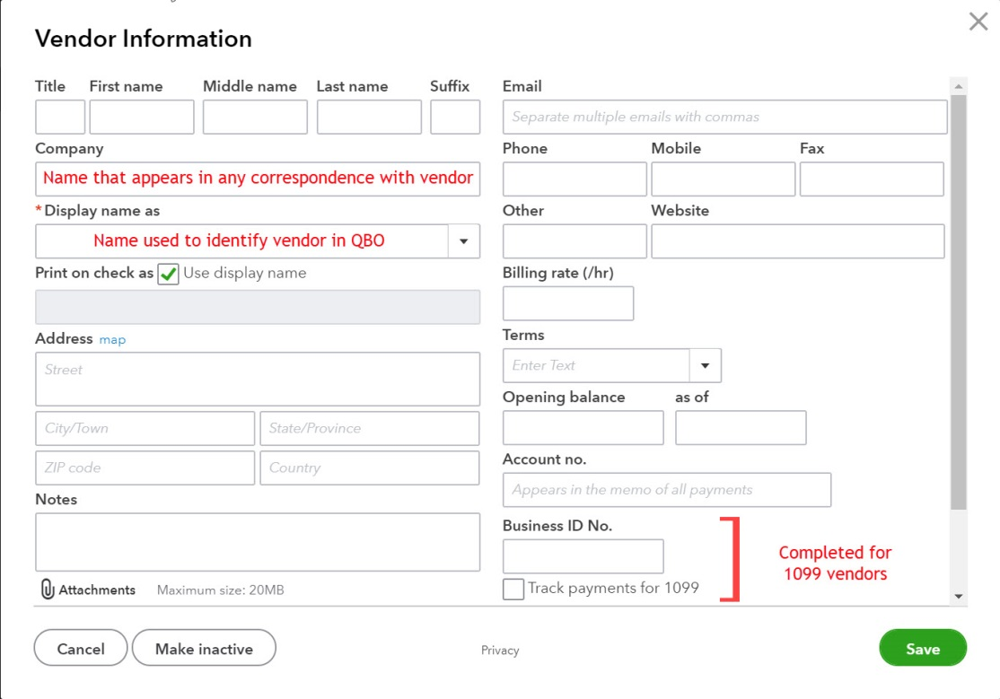 Vendor Information
Title First name Middle name Last name Suffix
Company
Name that appears in any correspondence with vendor
*Display name as
Name used to identify vendor in QBO
Print on check as Use display name
Address map
Street
City/Town State/Province
ZIP code Country
Notes
Attachments Maximum size: 20MB
Email
Separate multiple emails with commas
Phone Mobile Fax
Other Website
Billing rate (/hr)
Terms
Enter Text
Opening balance as of
Account no.
Appears in the memo of all payments
Business ID No.
Track payments for 1099
Completed for
1099 vendors
Cancel Make inactive Privacy Save